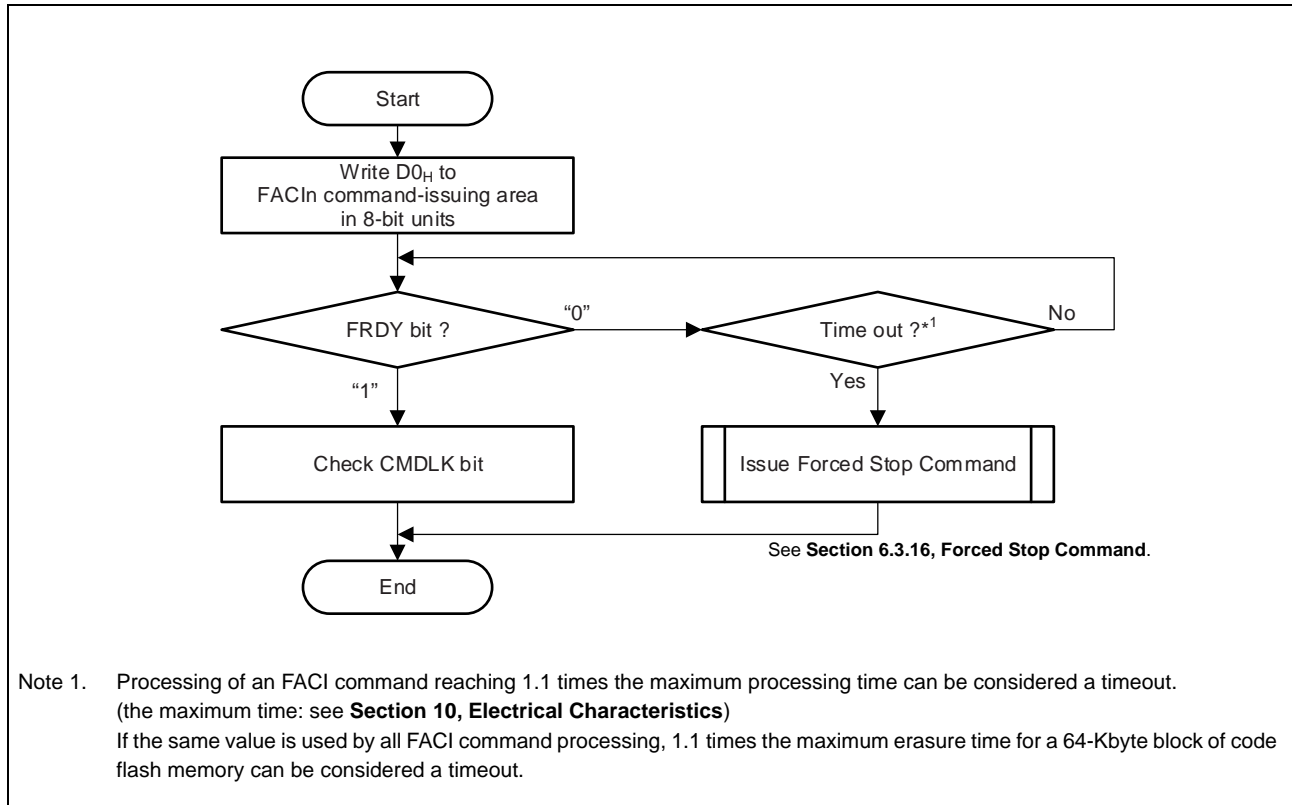 Start
Write D0H to
FACIn command-issuing area
in 8-bit units
FRDY bit ?
“0”
Time out ?*1
No
“1”
Yes
Check CMDLK bit
Issue Forced Stop Command
See Section 6.3.16, Forced Stop Command.
End
Note 1. Processing of an FACI command reaching 1.1 times the maximum processing time can be considered a timeout.
(the maximum time: see Section 10, Electrical Characteristics)
If the same value is used by all FACI command processing, 1.1 times the maximum erasure time for a 64-Kbyte block of code
flash memory can be considered a timeout.